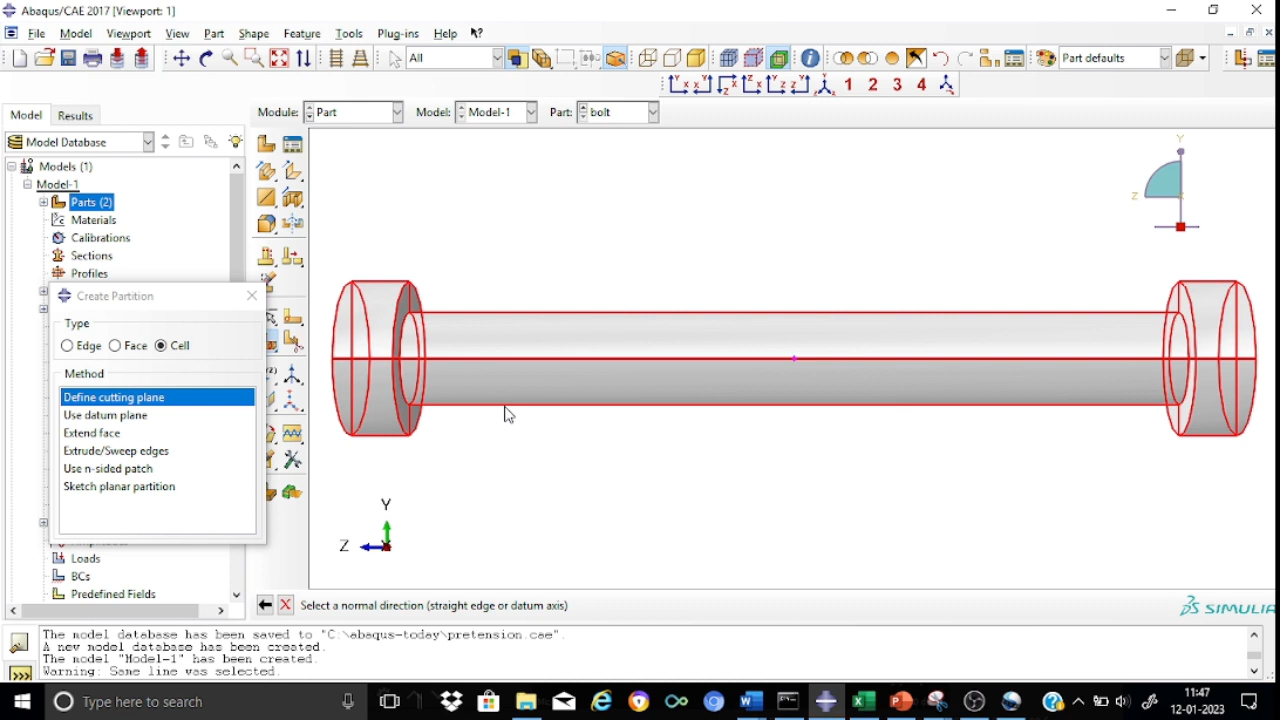 Abaqus/CAE 2017 [Viewport: 1]
File Model Viewport View Part Shape Feature Tools Plug-ins Help
All
Part defaults
1 2 3 4
Model Results
Module: Part Model: Model-1 Part: bolt
Model Database
Models (1)
Model-1
Parts (2)
Materials
Calibrations
Sections
Profiles
Create Partition
Type
Edge Face Cell
Method
Define cutting plane
Use datum plane
Extend face
Extrude/Sweep edges
Use n-sided patch
Sketch planar partition
Loads
BCs
Predefined Fields
Y
Z
Y
Z
Select a normal direction (straight edge or datum axis)
SIMULIA
The model database has been saved to "C:\abaqus-today\pretension.cae".
A new model database has been created.
The model "Model-1" has been created.
Warning: Same line was selected.
Type here to search
11:47
12-01-2023